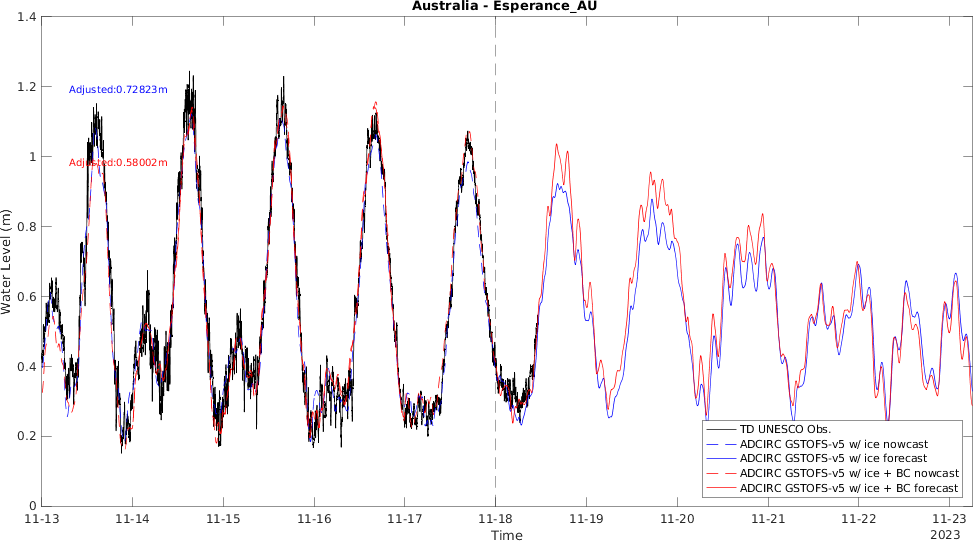 Australia - Esperance_AU
1.4
1.2
1
0.8
0.6
0.4
0.2
0
Water Level (m)
Adjusted:0.72823m
Adjusted:0.58002m
TD UNESCO Obs.
ADCIRC GSTOFS-v5 w/ ice nowcast
ADCIRC GSTOFS-v5 w/ ice forecast
ADCIRC GSTOFS-v5 w/ ice + BC nowcast
ADCIRC GSTOFS-v5 w/ ice + BC forecast
11-13 11-14 11-15 11-16 11-17 11-18 11-19 11-20 11-21 11-22 11-23
Time
2023